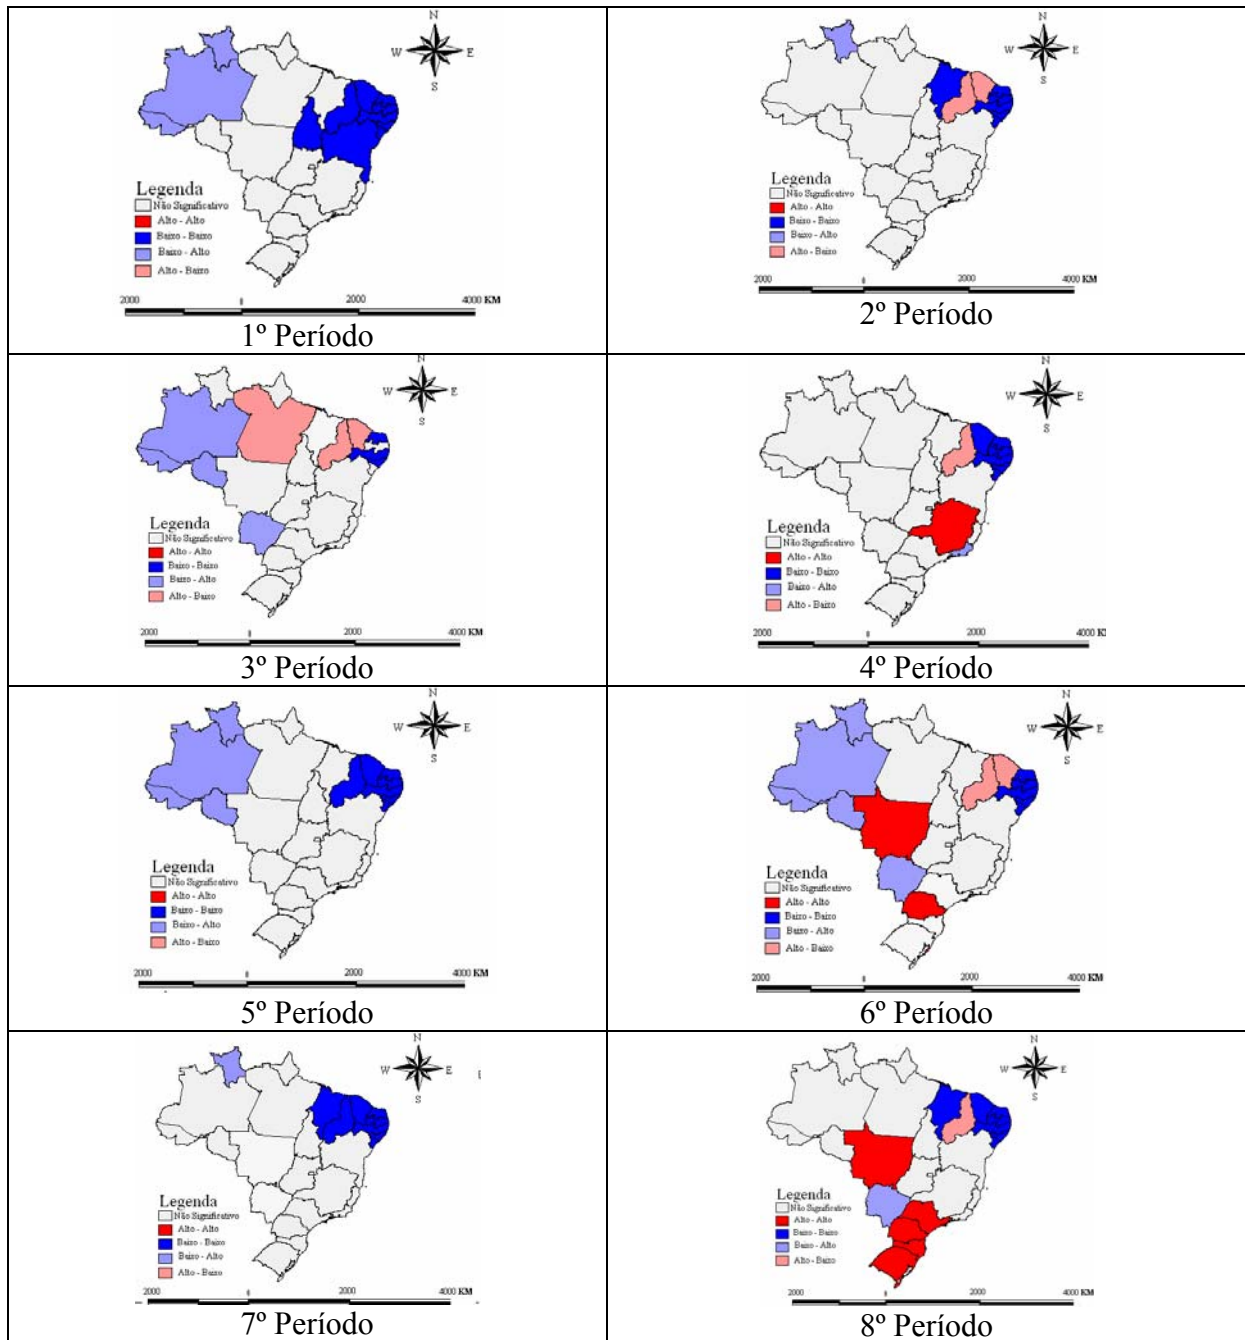 N
W E
S
Legenda
Não Significativo
Alto - Alto
Baixo - Baixo
Baixo - Alto
Alto - Baixo
2000 0 2000 4000 KM
1º Período
N
W E
S
Legenda
Não Significativo
Alto - Alto
Baixo - Baixo
Baixo - Alto
Alto - Baixo
2000 0 2000 4000 KM
2º Período
N
W E
S
Legenda
Não Significativo
Alto - Alto
Baixo - Baixo
Baixo - Alto
Alto - Baixo
2000 0 2000 4000 KM
3º Período
N
W E
S
Legenda
Não Significativo
Alto - Alto
Baixo - Baixo
Baixo - Alto
Alto - Baixo
2000 0 2000 4000 K
4º Período
N
W E
S
Legenda
Não Significativo
Alto - Alto
Baixo - Baixo
Baixo - Alto
Alto - Baixo
2000 0 2000 4000 KM
5º Período
N
W E
S
Legenda
Não Significativo
Alto - Alto
Baixo - Baixo
Baixo - Alto
Alto - Baixo
2000 0 2000 4000 KM
6º Período
N
W E
S
Legenda
Não Significativo
Alto - Alto
Baixo - Baixo
Baixo - Alto
Alto - Baixo
2000 0 2000 4000 KM
7º Período
N
W E
S
Legenda
Não Significativo
Alto - Alto
Baixo - Baixo
Baixo - Alto
Alto - Baixo
2000 0 2000 4000 KM
8º Período